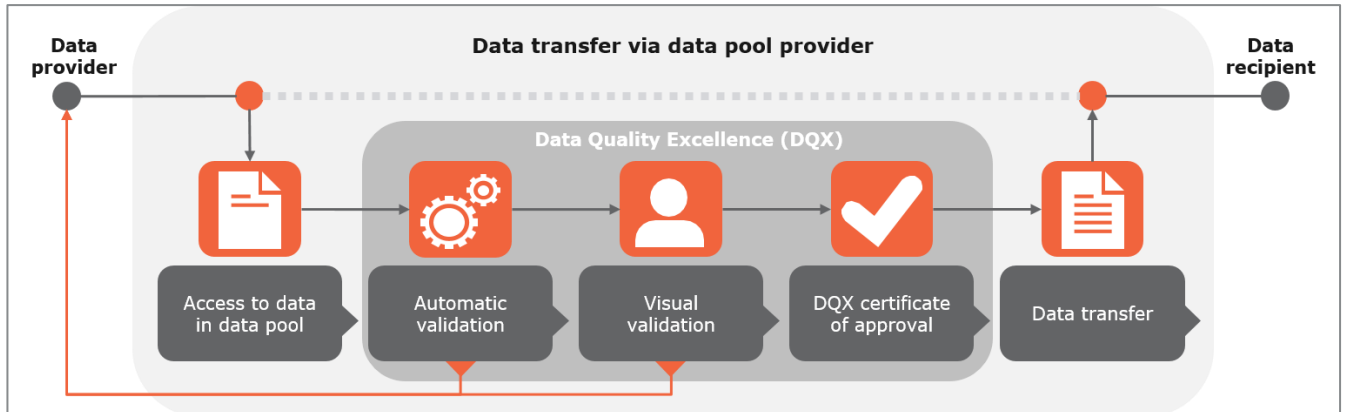 Data transfer via data pool provider
Data
provider
Data
recipient
Data Quality Excellence (DQX)
Access to data
in data pool
Automatic
validation
Visual
validation
DQX certificate
of approval
Data transfer